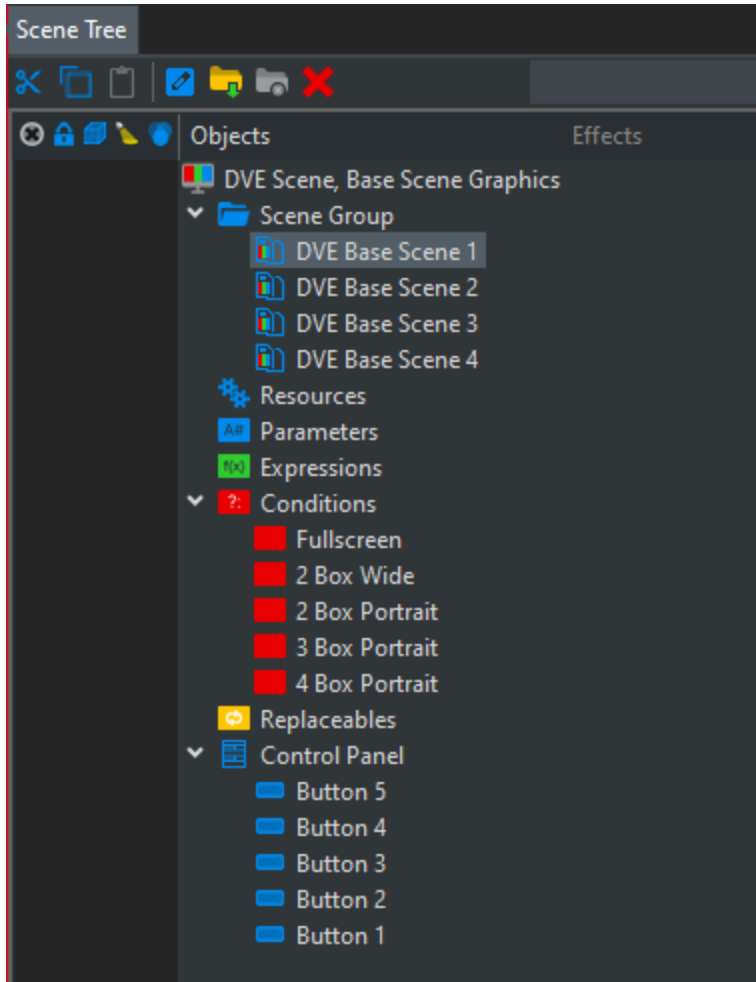 Scene Tree
Objects Effects
DVE Scene, Base Scene Graphics
Scene Group
DVE Base Scene 1
DVE Base Scene 2
DVE Base Scene 3
DVE Base Scene 4
Resources
A# Parameters
f(x) Expressions
?: Conditions
Fullscreen
2 Box Wide
2 Box Portrait
3 Box Portrait
4 Box Portrait
Replaceables
Control Panel
Button 5
Button 4
Button 3
Button 2
Button 1